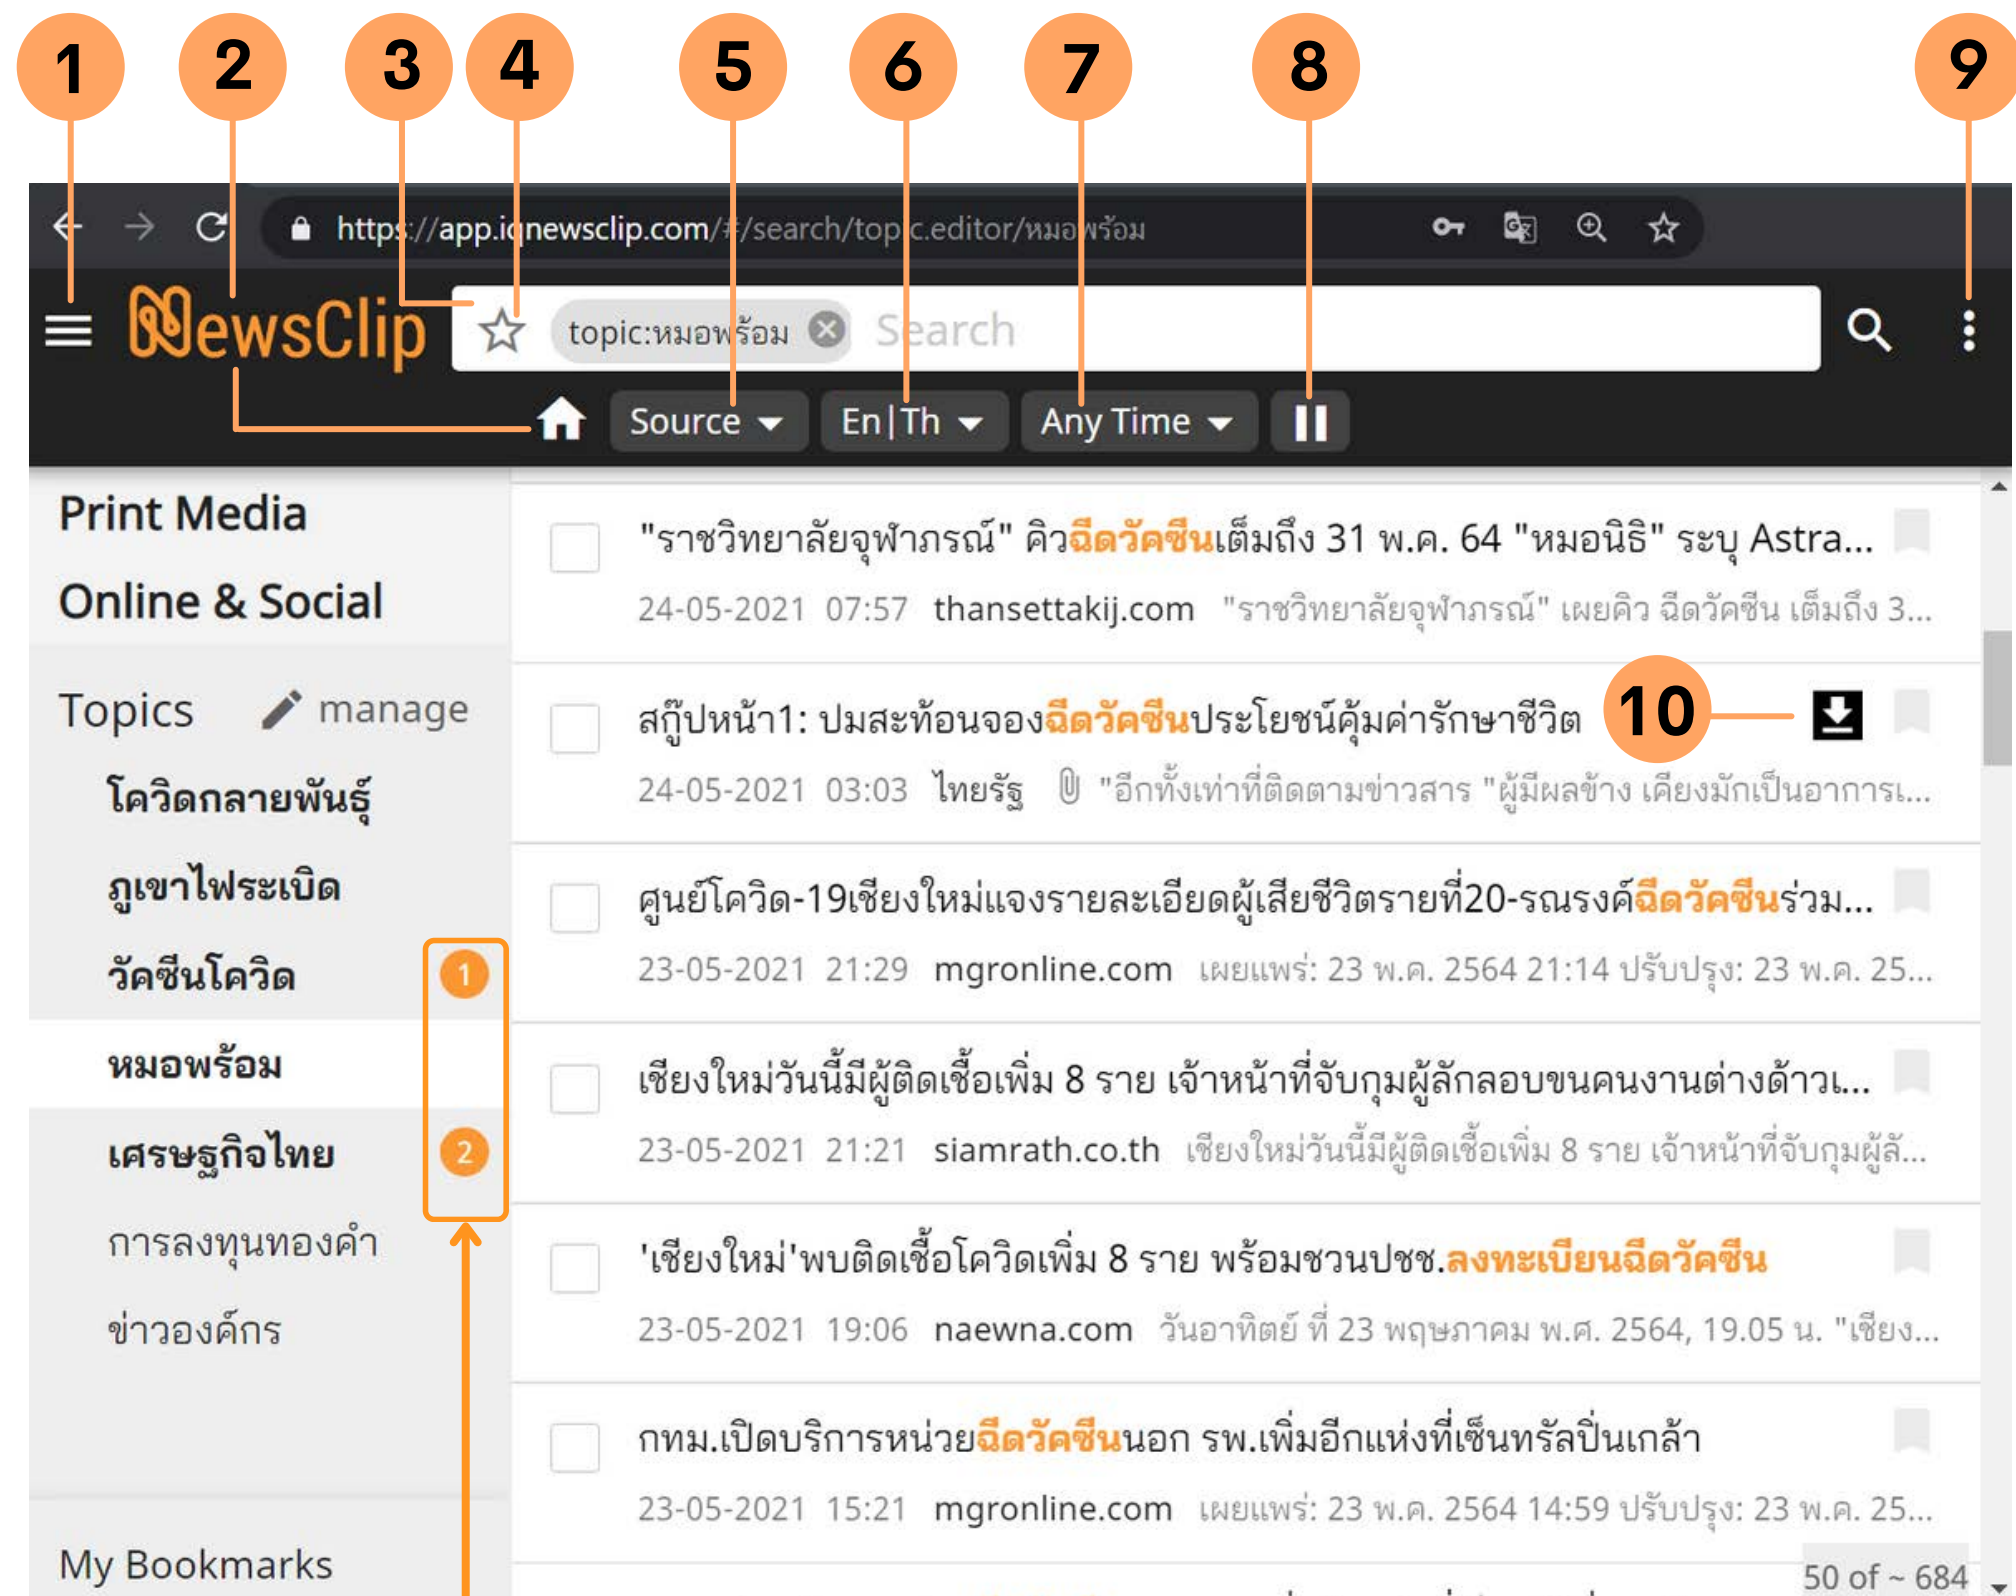 1 2 3 4 5 6 7 8 9
https://app.iqnewsclip.com/#/search/topic.editor/หมอพร้อม
NewsClip
topic:หมอพร้อม Search
Source En|Th Any Time
Print Media
Online & Social
Topics manage
โควิดกลายพันธุ์
ภูเขาไฟระเบิด
วัคซีนโควิด 1
หมอพร้อม
เศรษฐกิจไทย 2
การลงทุนทองคำ
ข่าวองค์กร
My Bookmarks
"ราชวิทยาลัยจุฬาภรณ์" คิวฉีดวัคซีนเต็มถึง 31 พ.ค. 64 "หมอนิธิ" ระบุ Astra...
24-05-2021 07:57 thansettakij.com "ราชวิทยาลัยจุฬาภรณ์" เผยคิว ฉีดวัคซีน เต็มถึง 3...
สกู๊ปหน้า1: ปมสะท้อนจองฉีดวัคซีนประโยชน์คุ้มค่ารักษาชีวิต 10
24-05-2021 03:03 ไทยรัฐ "อีกทั้งเท่าที่ติดตามข่าวสาร "ผู้มีผลข้าง เคียงมักเป็นอาการเ...
ศูนย์โควิด-19เชียงใหม่แจงรายละเอียดผู้เสียชีวิตรายที่20-รณรงค์ฉีดวัคซีนร่วม...
23-05-2021 21:29 mgronline.com เผยแพร่: 23 พ.ค. 2564 21:14 ปรับปรุง: 23 พ.ค. 25...
เชียงใหม่วันนี้มีผู้ติดเชื้อเพิ่ม 8 ราย เจ้าหน้าที่จับกุมผู้ลักลอบขนคนงานต่างด้าวเ...
23-05-2021 21:21 siamrath.co.th เชียงใหม่วันนี้มีผู้ติดเชื้อเพิ่ม 8 ราย เจ้าหน้าที่จับกุมผู้ลั...
'เชียงใหม่'พบติดเชื้อโควิดเพิ่ม 8 ราย พร้อมชวนปชช.ลงทะเบียนฉีดวัคซีน
23-05-2021 19:06 naewna.com วันอาทิตย์ ที่ 23 พฤษภาคม พ.ศ. 2564, 19.05 น. "เชียง...
กทม.เปิดบริการหน่วยฉีดวัคซีนนอก รพ.เพิ่มอีกแห่งที่เซ็นทรัลปิ่นเกล้า
23-05-2021 15:21 mgronline.com เผยแพร่: 23 พ.ค. 2564 14:59 ปรับปรุง: 23 พ.ค. 25...
50 of ~ 684